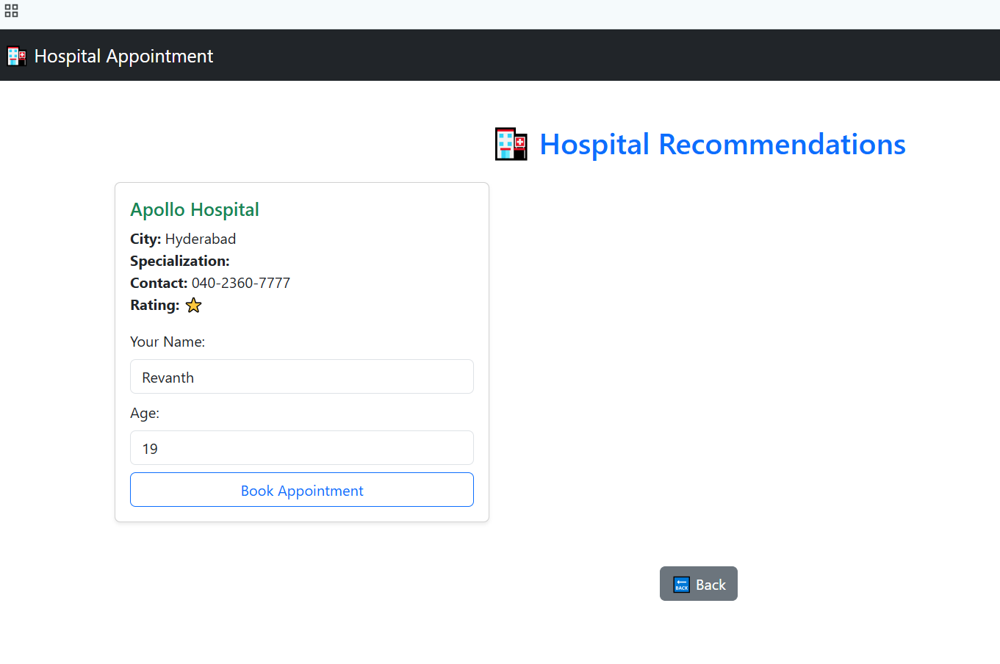 Hospital Appointment
Hospital Recommendations
Apollo Hospital
City: Hyderabad
Specialization:
Contact: 040-2360-7777
Rating:
Your Name:
Revanth
Age:
19
Book Appointment
BACK Back